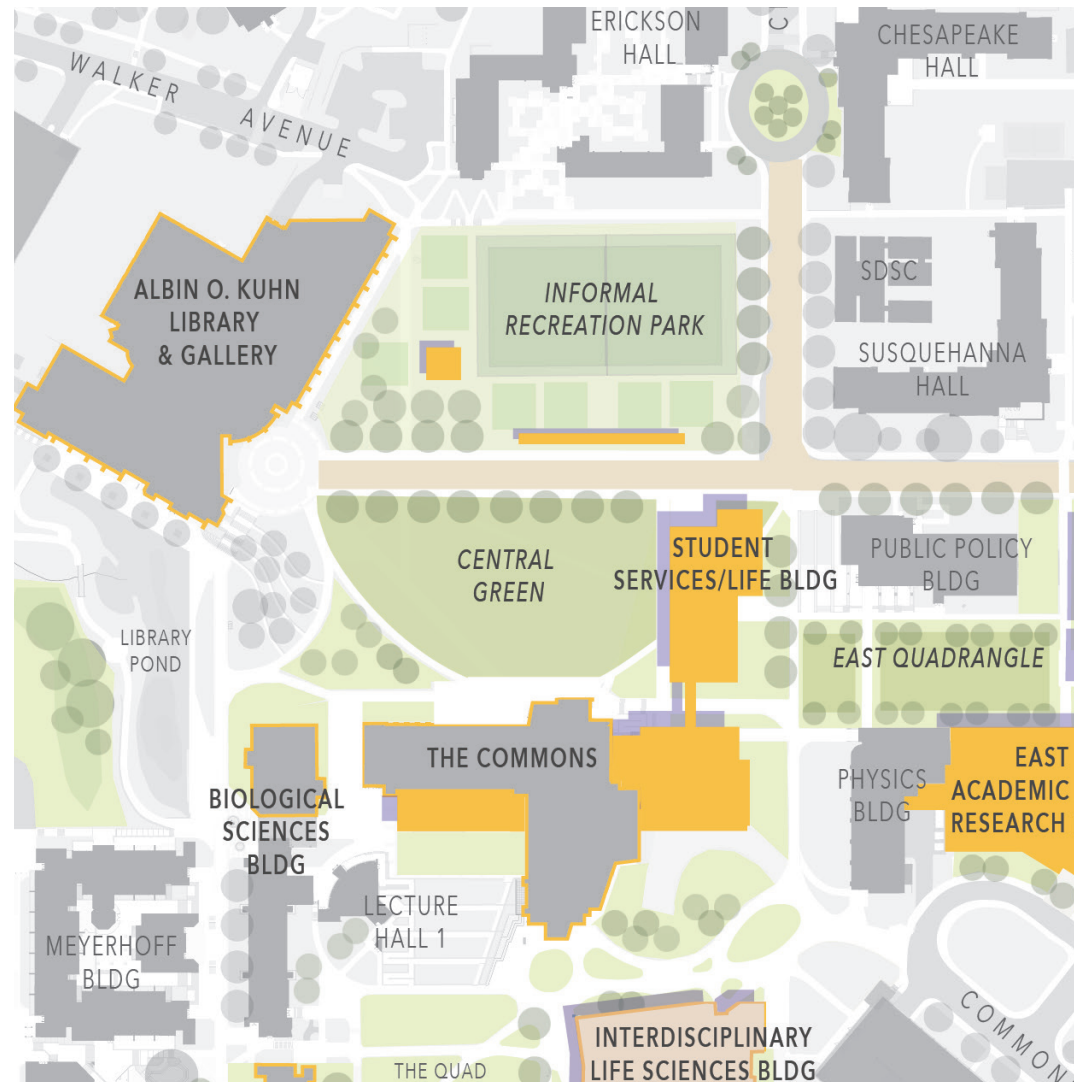 ERICKSON
HALL
CHESAPEAKE
HALL
WALKER AVENUE
ALBIN O. KUHN
LIBRARY
& GALLERY
INFORMAL
RECREATION PARK
SDSC
SUSQUEHANNA
HALL
CENTRAL
GREEN
STUDENT
SERVICES/LIFE BLDG
PUBLIC POLICY
BLDG
LIBRARY
POND
EAST QUADRANGLE
THE COMMONS
BIOLOGICAL
SCIENCES
BLDG
PHYSICS
BLDG
EAST
ACADEMIC
RESEARCH
LECTURE
HALL 1
MEYERHOFF
BLDG
COMMON
INTERDISCIPLINARY
LIFE SCIENCES BLDG
THE QUAD